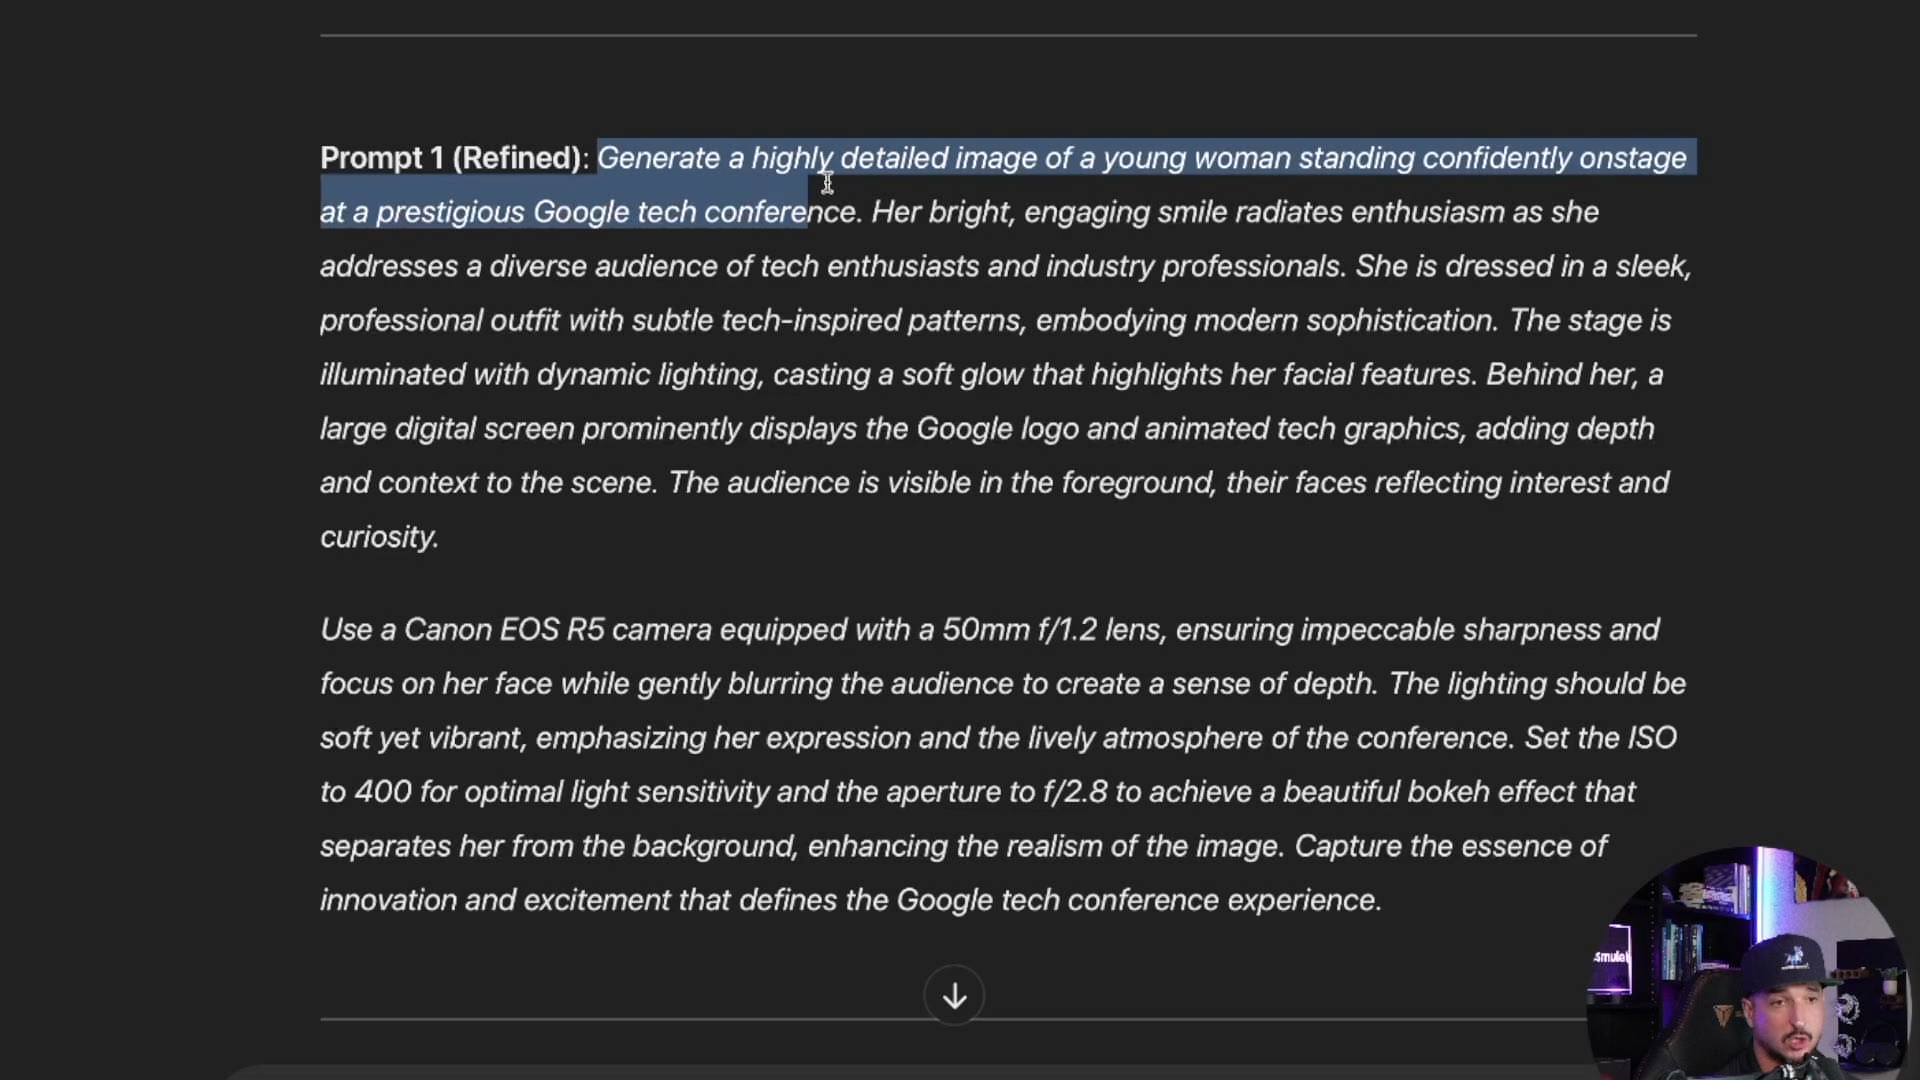 Prompt 1 (Refined): Generate a highly detailed image of a young woman standing confidently onstage
at a prestigious Google tech conference. Her bright, engaging smile radiates enthusiasm as she
addresses a diverse audience of tech enthusiasts and industry professionals. She is dressed in a sleek,
professional outfit with subtle tech-inspired patterns, embodying modern sophistication. The stage is
illuminated with dynamic lighting, casting a soft glow that highlights her facial features. Behind her, a
large digital screen prominently displays the Google logo and animated tech graphics, adding depth
and context to the scene. The audience is visible in the foreground, their faces reflecting interest and
curiosity.
Use a Canon EOS R5 camera equipped with a 50mm f/1.2 lens, ensuring impeccable sharpness and
focus on her face while gently blurring the audience to create a sense of depth. The lighting should be
soft yet vibrant, emphasizing her expression and the lively atmosphere of the conference. Set the ISO
to 400 for optimal light sensitivity and the aperture to f/2.8 to achieve a beautiful bokeh effect that
separates her from the background, enhancing the realism of the image. Capture the essence of
innovation and excitement that defines the Google tech conference experience.